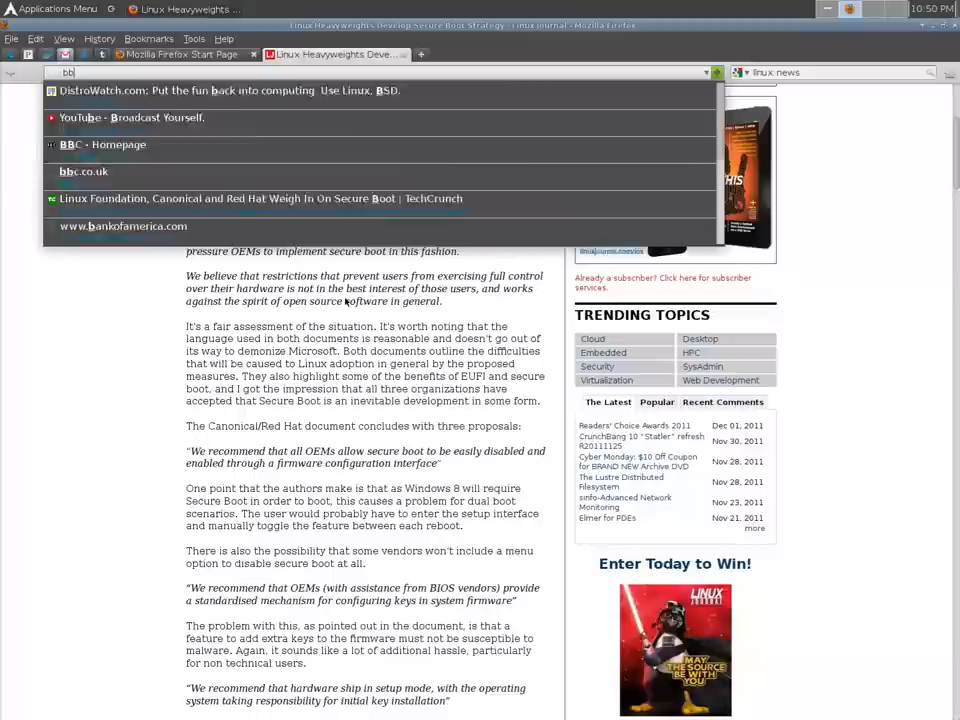 Applications Menu
Linux Heavyweights ...
10:50 PM
Linux Heavyweights Develop Secure Boot Strategy | Linux Journal - Mozilla Firefox
File Edit View History Bookmarks Tools Help
Mozilla Firefox Start Page
Linux Heavyweights Deve...
bb
linux news
DistroWatch.com: Put the fun back into computing. Use Linux, BSD.
YouTube - Broadcast Yourself.
BBC - Homepage
bbc.co.uk
Linux Foundation, Canonical and Red Hat Weigh In On Secure Boot | TechCrunch
www.bankofamerica.com
pressure OEMs to implement secure boot in this fashion.
We believe that restrictions that prevent users from exercising full control
over their hardware is not in the best interest of those users, and works
against the spirit of open source software in general.
It's a fair assessment of the situation. It's worth noting that the
language used in both documents is reasonable and doesn't go out of
its way to demonize Microsoft. Both documents outline the difficulties
that will be caused to Linux adoption in general by the proposed
measures. They also highlight some of the benefits of EUFI and secure
boot, and I got the impression that all three organizations have
accepted that Secure Boot is an inevitable development in some form.
The Canonical/Red Hat document concludes with three proposals:
"We recommend that all OEMs allow secure boot to be easily disabled and
enabled through a firmware configuration interface"
One point that the authors make is that as Windows 8 will require
Secure Boot in order to boot, this causes a problem for dual boot
scenarios. The user would probably have to enter the setup interface
and manually toggle the feature between each reboot.
There is also the possibility that some vendors won't include a menu
option to disable secure boot at all.
"We recommend that OEMs (with assistance from BIOS vendors) provide
a standardised mechanism for configuring keys in system firmware"
The problem with this, as pointed out in the document, is that a
feature to add extra keys to the firmware must not be susceptible to
malware. Again, it sounds like a lot of additional hassle, particularly
for non technical users.
"We recommend that hardware ship in setup mode, with the operating
system taking responsibility for initial key installation"
THIS
linuxjournal.com/ios
Already a subscriber? Click here for subscriber
services.
TRENDING TOPICS
Cloud Desktop
Embedded HPC
Security SysAdmin
Virtualization Web Development
The Latest Popular Recent Comments
Readers' Choice Awards 2011 Dec 01, 2011
CrunchBang 10 "Statler" refresh
R20111125 Nov 30, 2011
Cyber Monday: $10 Off Coupon
for BRAND NEW Archive DVD Nov 28, 2011
The Lustre Distributed
Filesystem Nov 28, 2011
sinfo-Advanced Network
Monitoring Nov 23, 2011
Elmer for PDEs Nov 21, 2011
more
Enter Today to Win!
LINUX
JOURNAL
MAY
THE SOURCE
BE WITH
YOU